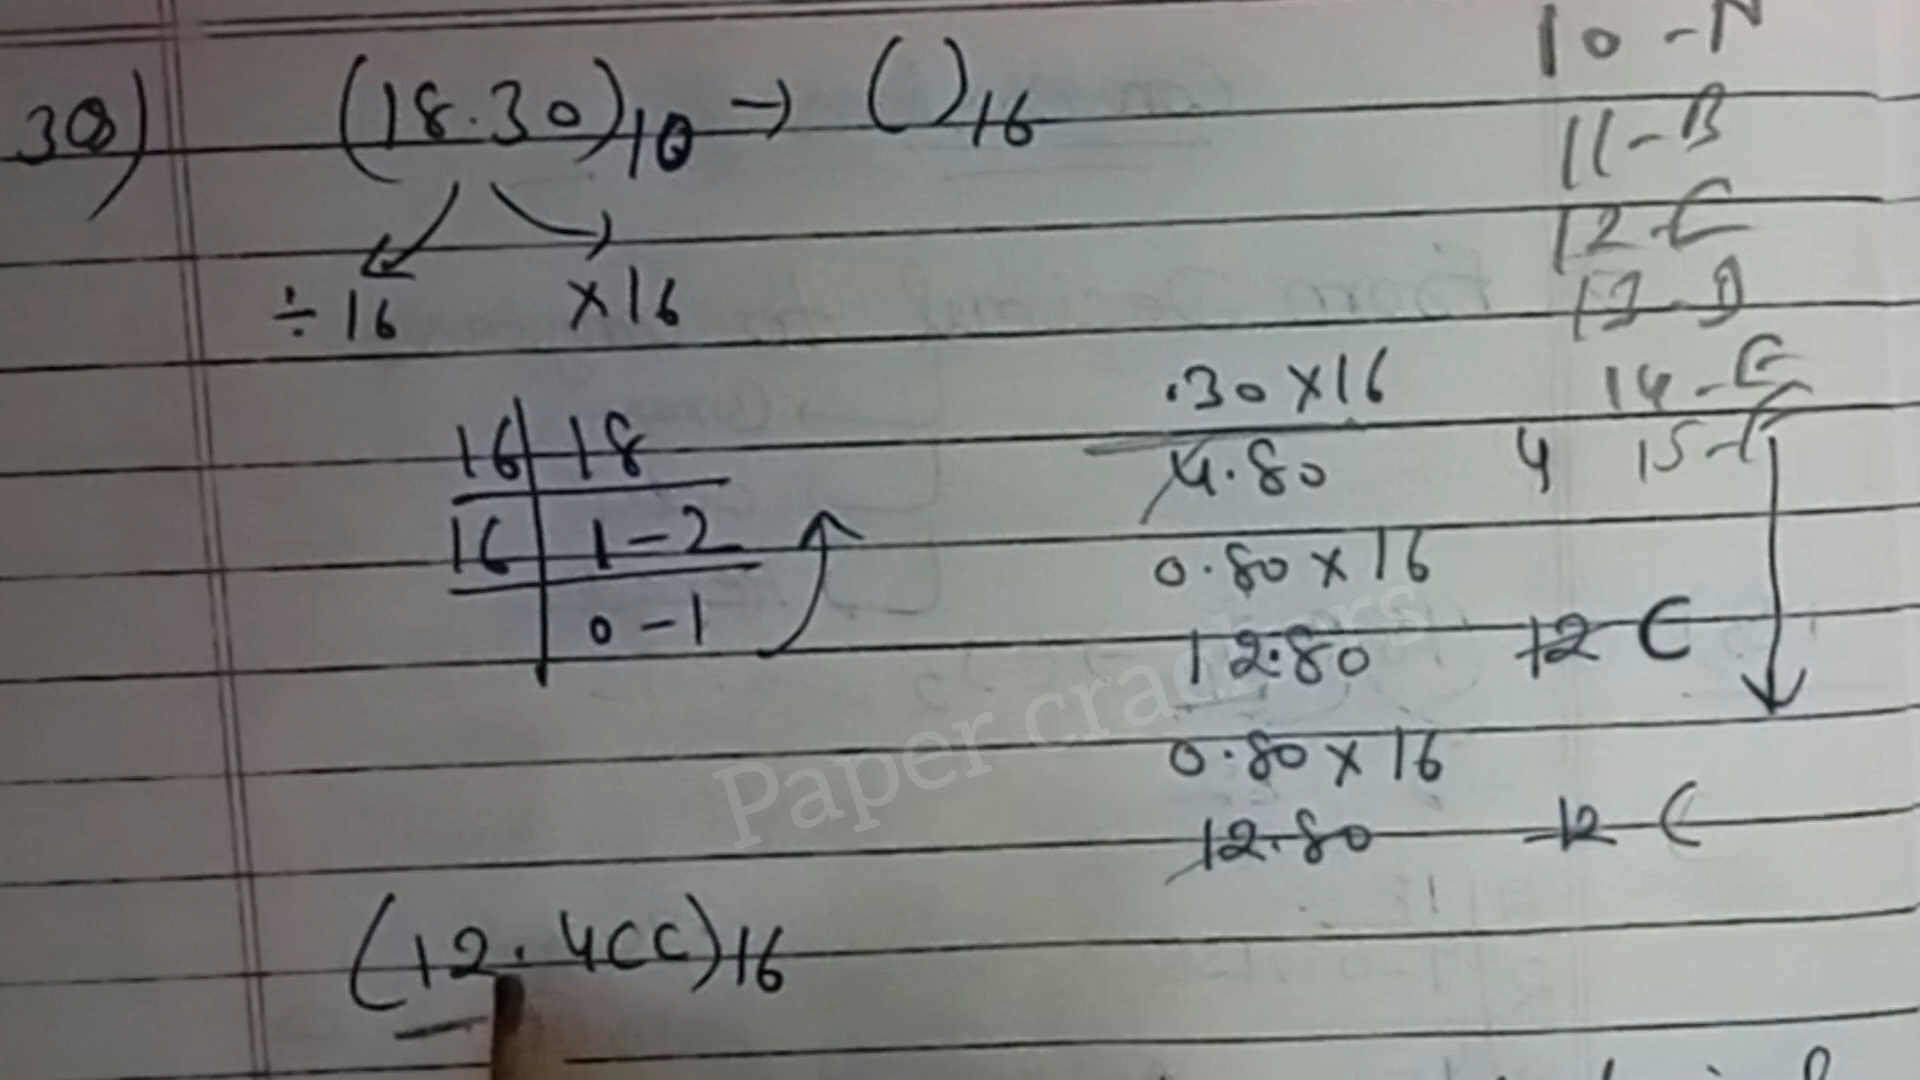 38) (18.30)10 → ( )16
÷16 ×16
16 | 18
16 | 1 - 2
0 - 1
10 - A
11 - B
12 - C
13 - D
14 - E
15 - F
.30 × 16
4.80 4
0.80 × 16
12.80 12 C
0.80 × 16
12.80 12 C
(12.4CC)16
Paper crackers